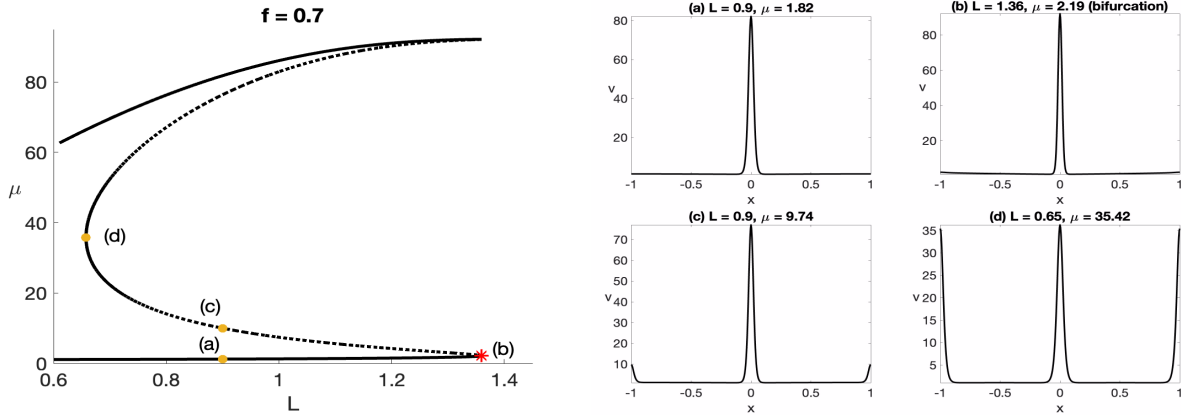 f = 0.7
μ
80
60
40
20
0
0.6
0.8
1
1.2
1.4
L
(d)
(c)
(a)
(b)
(a) L = 0.9, μ = 1.82
v
80
60
40
20
-1
-0.5
0
0.5
1
x
(b) L = 1.36, μ = 2.19 (bifurcation)
v
80
60
40
20
-1
-0.5
0
0.5
1
x
(c) L = 0.9, μ = 9.74
v
70
60
50
40
30
20
10
-1
-0.5
0
0.5
1
x
(d) L = 0.65, μ = 35.42
v
35
30
25
20
15
10
5
-1
-0.5
0
0.5
1
x